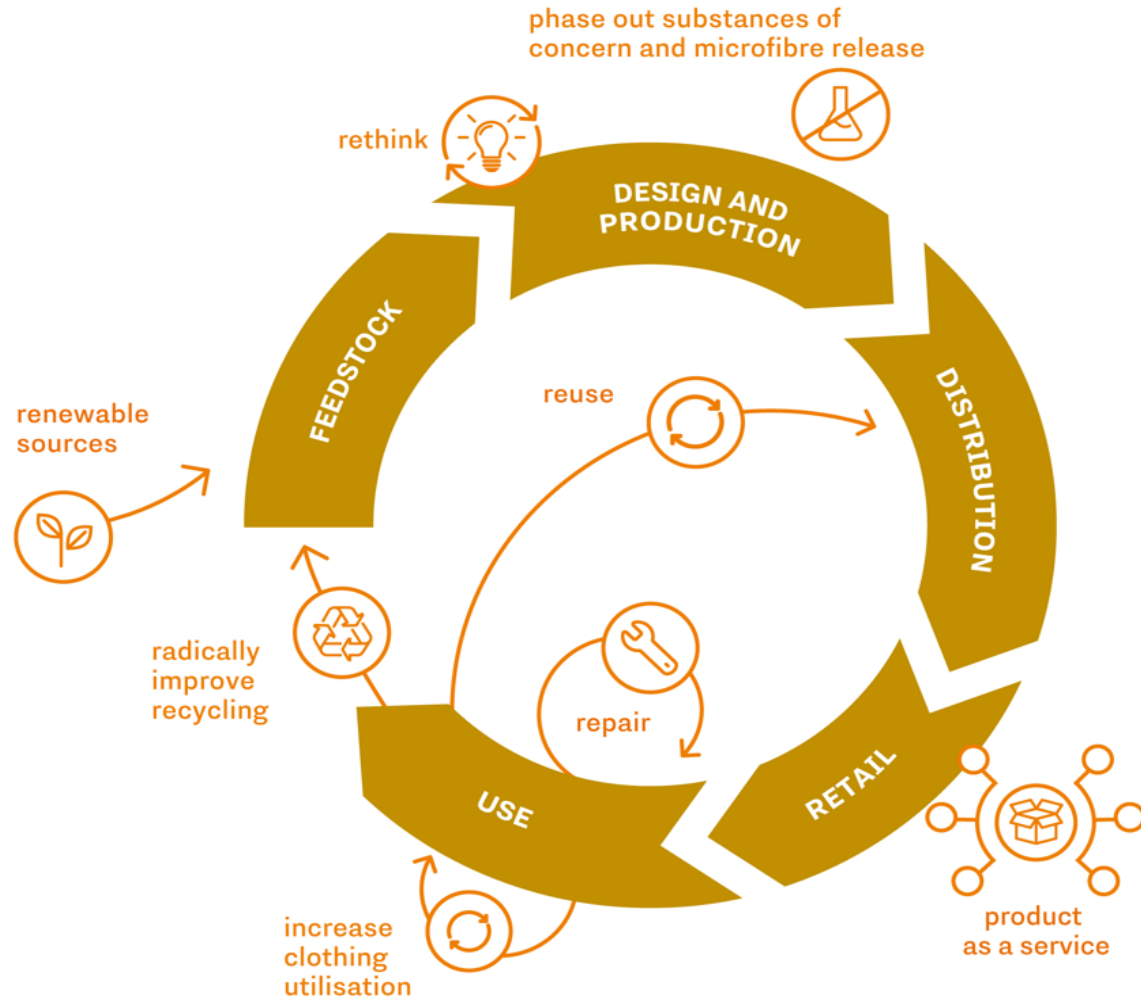 phase out substances of
concern and microfibre release
rethink
DESIGN AND
PRODUCTION
FEEDSTOCK
DISTRIBUTION
reuse
renewable
sources
radically
improve
recycling
repair
RETAIL
USE
increase
clothing
utilisation
product
as a service